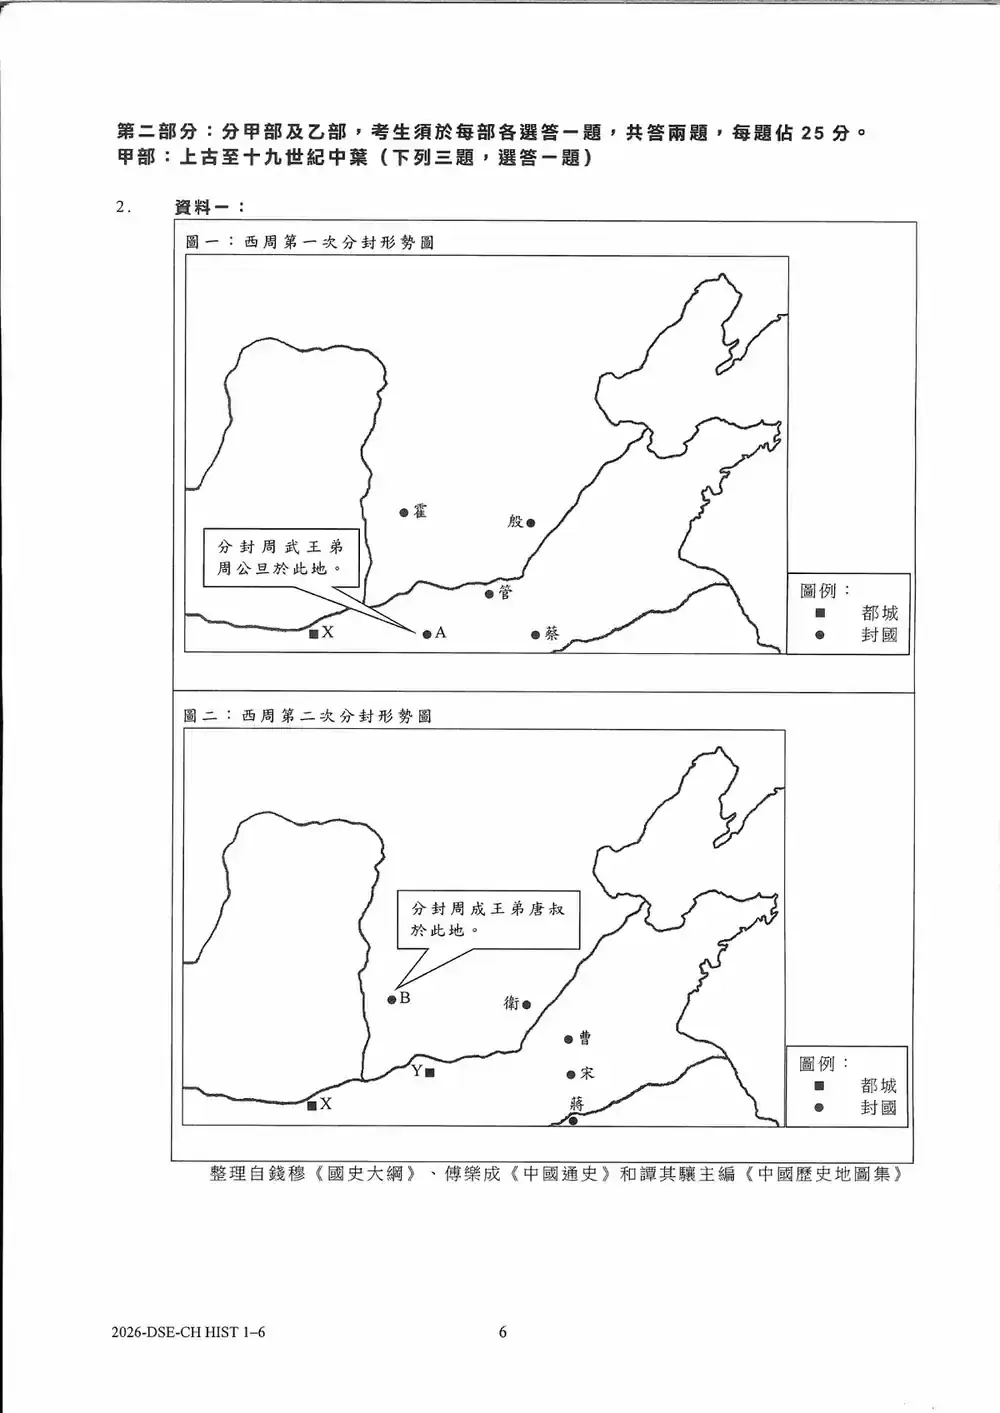 第二部分：分甲部及乙部，考生須於每部各選答一題，共答兩題，每題佔 25 分。
甲部：上古至十九世紀中葉（下列三題，選答一題）
2. 資料一：
圖一：西周第一次分封形勢圖
霍
殷
分封周武王弟
周公旦於此地。
管
X
A
蔡
圖例：
都城
封國
圖二：西周第二次分封形勢圖
分封周成王弟唐叔
於此地。
B
衛
曹
Y
宋
X
蔣
圖例：
都城
封國
整理自錢穆《國史大綱》、傅樂成《中國通史》和譚其驤主編《中國歷史地圖集》
2026-DSE-CH HIST 1–6
6